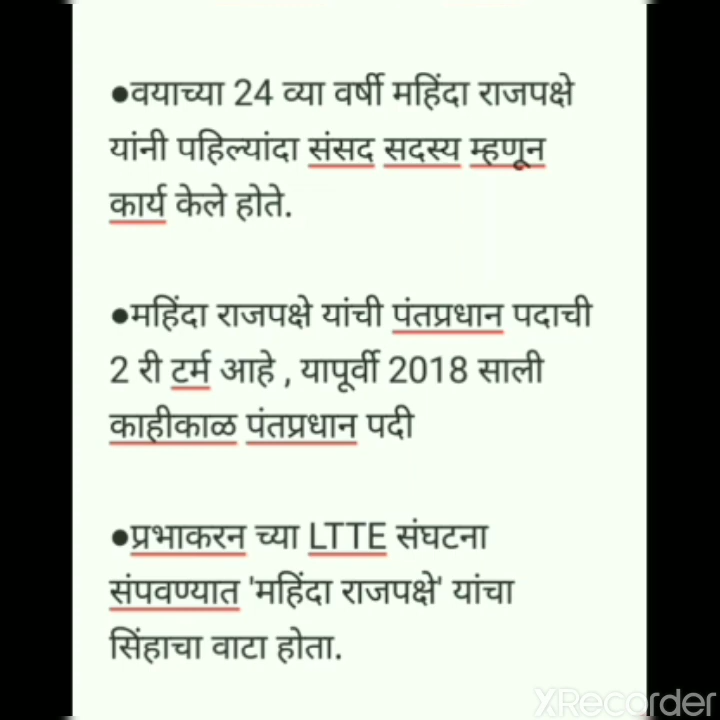 ●वयाच्या 24 व्या वर्षी महिंदा राजपक्षे
यांनी पहिल्यांदा संसद सदस्य म्हणून
कार्य केले होते.
●महिंदा राजपक्षे यांची पंतप्रधान पदाची
2 री टर्म आहे , यापूर्वी 2018 साली
काहीकाळ पंतप्रधान पदी
●प्रभाकरन च्या LTTE संघटना
संपवण्यात 'महिंदा राजपक्षे' यांचा
सिंहाचा वाटा होता.
XRecorder